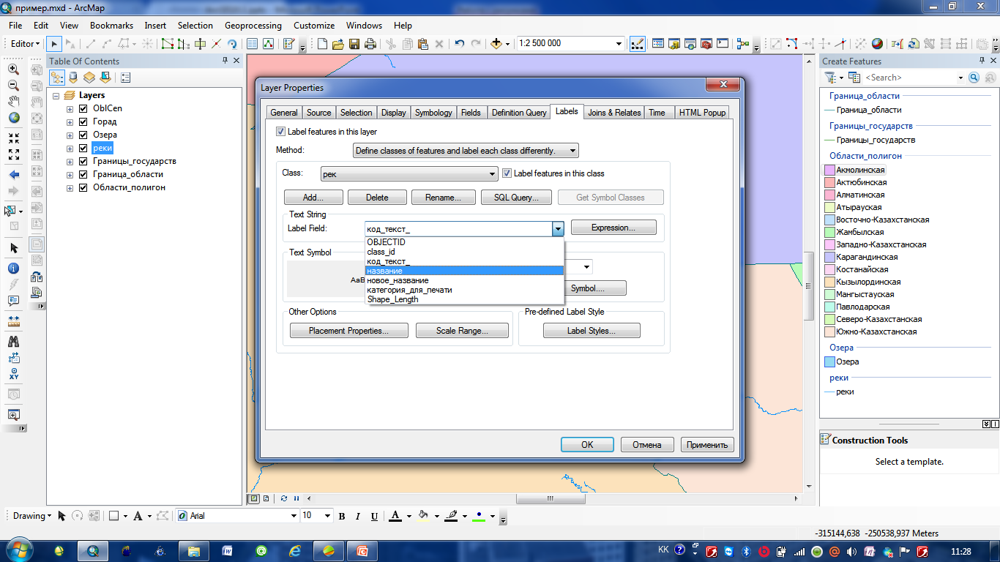 пример.mxd - ArcMap
File Edit View Bookmarks Insert Selection Geoprocessing Customize Windows Help
Editor 1:2 500 000
Table Of Contents
Layers
OblCen
Горад
Озера
реки
Границы_государств
Граница_области
Области_полигон
Layer Properties
General Source Selection Display Symbology Fields Definition Query Labels Joins & Relates Time HTML Popup
Label features in this layer
Method: Define classes of features and label each class differently.
Class: рек Label features in this class
Add... Delete Rename... SQL Query... Get Symbol Classes
Text String
Label Field: код_текст_ Expression...
OBJECTID
class_id
код_текст_
название
новое_название
категория_для_печати
Shape_Length
Text Symbol
AaB
Symbol....
Other Options
Placement Properties... Scale Range...
Pre-defined Label Style
Label Styles...
OK Отмена Применить
Create Features
<Search>
Граница_области
Граница_области
Границы_государств
Границы_государств
Области_полигон
Акмолинская
Актюбинская
Алматинская
Атырауская
Восточно-Казахстанская
Жамбылская
Западно-Казахстанская
Карагандинская
Костанайская
Кызылординская
Мангыстауская
Павлодарская
Северо-Казахстанская
Южно-Казахстанская
Озера
Озера
реки
реки
Construction Tools
Select a template.
Drawing A Arial 10 B I U A
-315144,638 -250538,937 Meters
KK 11:28